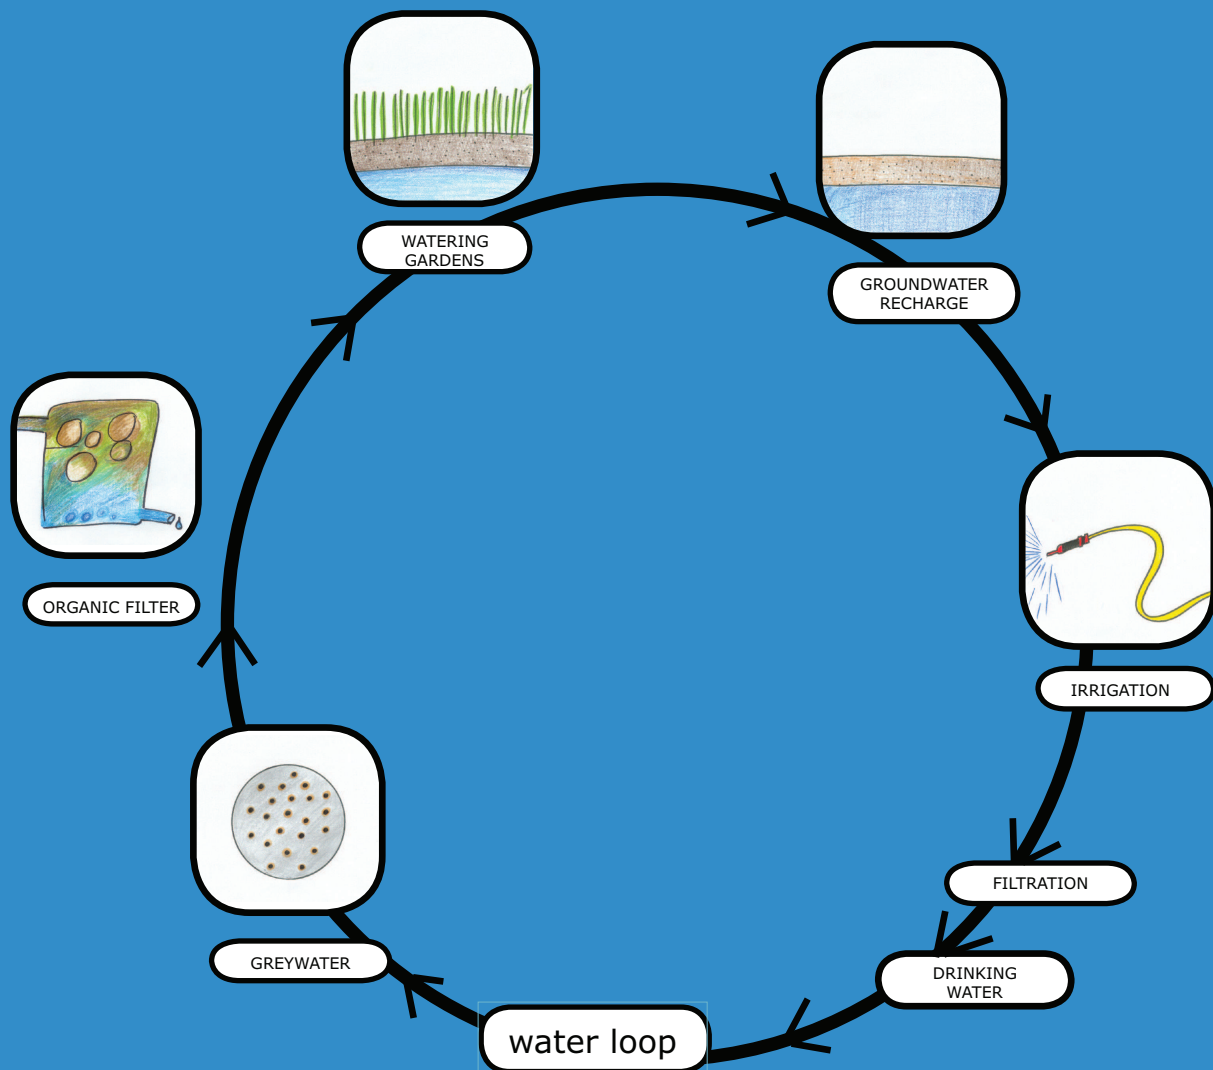 WATERING
GARDENS
GROUNDWATER
RECHARGE
ORGANIC FILTER
IRRIGATION
FILTRATION
GREYWATER
DRINKING
WATER
water loop